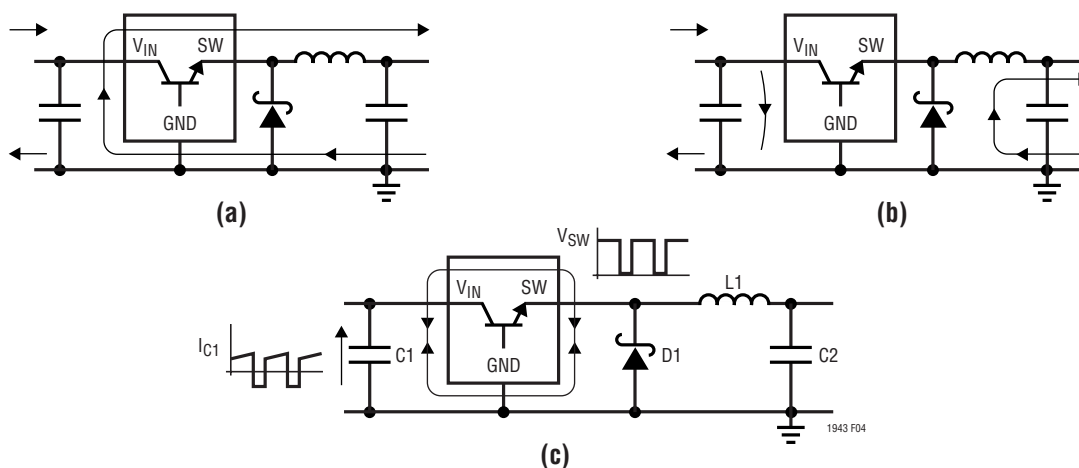 VIN
SW
GND
(a)
VIN
SW
GND
(b)
VSW
IC1
C1
VIN
SW
GND
D1
L1
C2
1943 F04
(c)